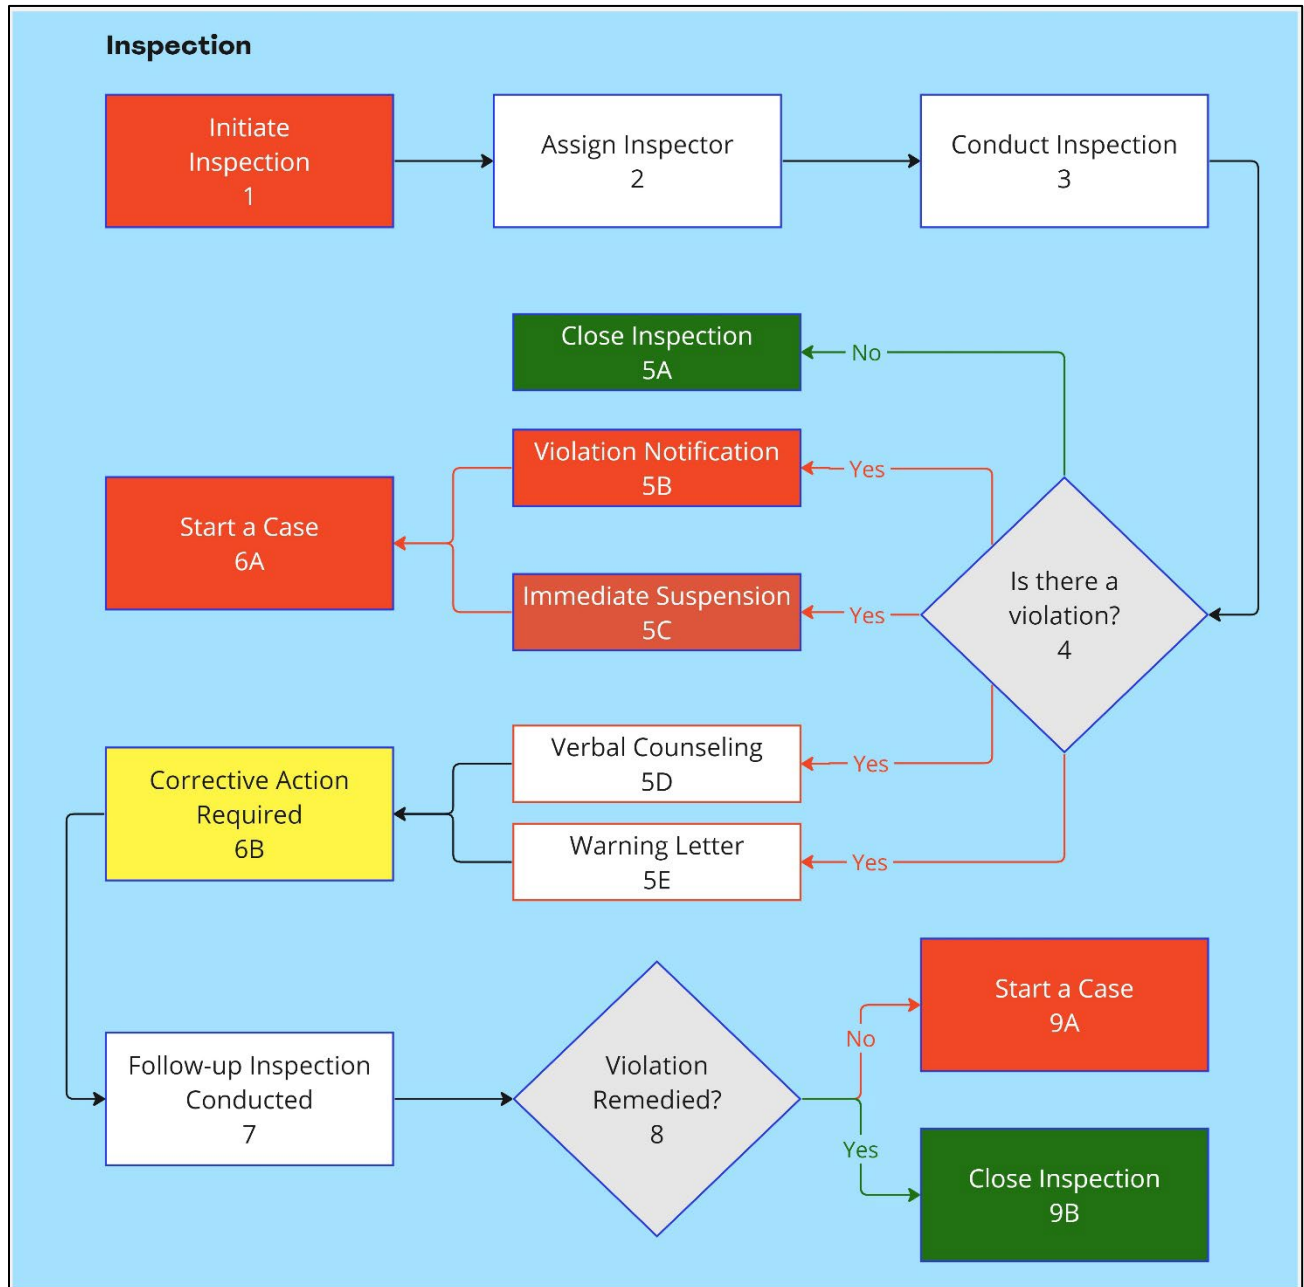 Inspection
Initiate
Inspection
1
Assign Inspector
2
Conduct Inspection
3
Close Inspection
5A
No
Violation Notification
5B
Yes
Start a Case
6A
Immediate Suspension
5C
Yes
Is there a
violation?
4
Verbal Counseling
5D
Yes
Corrective Action
Required
6B
Warning Letter
5E
Yes
Follow-up Inspection
Conducted
7
Violation
Remedied?
8
No
Start a Case
9A
Yes
Close Inspection
9B